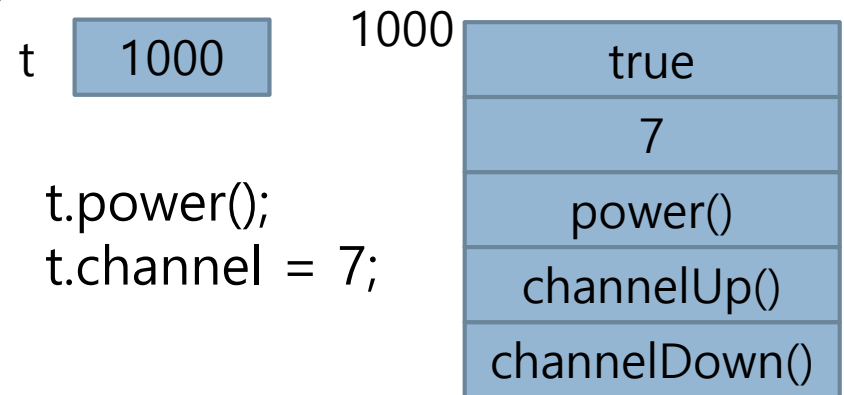 t 1000
1000
true
7
power()
channelUp()
channelDown()
t.power();
t.channel = 7;